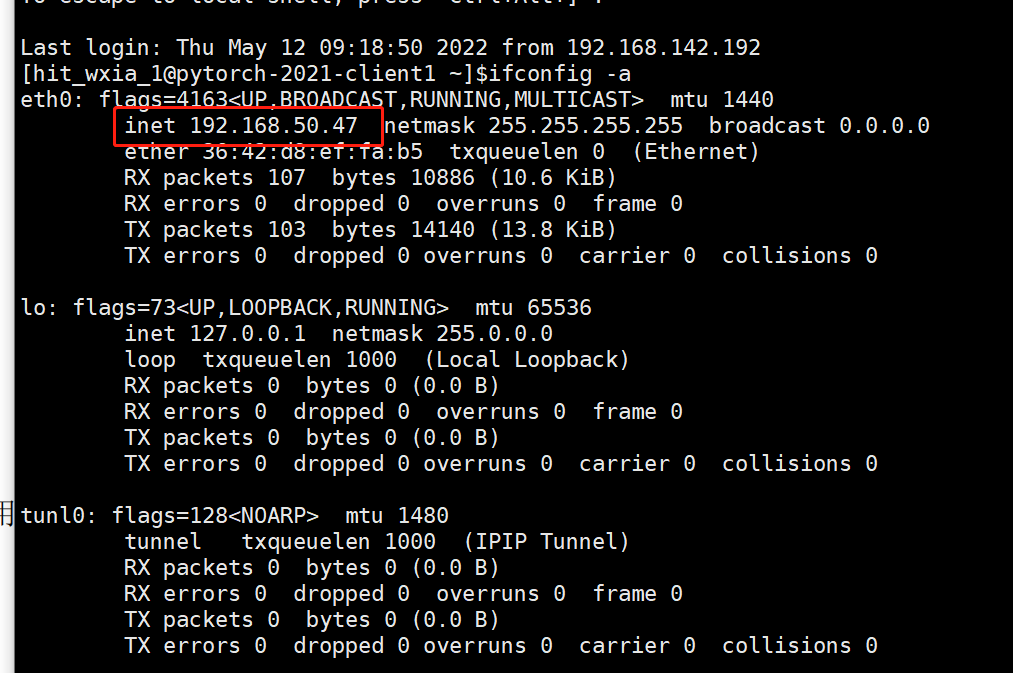 To escape to local shell, press 'Ctrl+Alt+]'.
Last login: Thu May 12 09:18:50 2022 from 192.168.142.192
[hit_wxia_1@pytorch-2021-client1 ~]$ifconfig -a
eth0: flags=4163<UP,BROADCAST,RUNNING,MULTICAST>  mtu 1440
inet 192.168.50.47  netmask 255.255.255.255  broadcast 0.0.0.0
ether 36:42:d8:ef:fa:b5  txqueuelen 0  (Ethernet)
RX packets 107  bytes 10886 (10.6 KiB)
RX errors 0  dropped 0  overruns 0  frame 0
TX packets 103  bytes 14140 (13.8 KiB)
TX errors 0  dropped 0 overruns 0  carrier 0  collisions 0
lo: flags=73<UP,LOOPBACK,RUNNING>  mtu 65536
inet 127.0.0.1  netmask 255.0.0.0
loop  txqueuelen 1000  (Local Loopback)
RX packets 0  bytes 0 (0.0 B)
RX errors 0  dropped 0  overruns 0  frame 0
TX packets 0  bytes 0 (0.0 B)
TX errors 0  dropped 0 overruns 0  carrier 0  collisions 0
用
tunl0: flags=128<NOARP>  mtu 1480
tunnel   txqueuelen 1000  (IPIP Tunnel)
RX packets 0  bytes 0 (0.0 B)
RX errors 0  dropped 0  overruns 0  frame 0
TX packets 0  bytes 0 (0.0 B)
TX errors 0  dropped 0 overruns 0  carrier 0  collisions 0